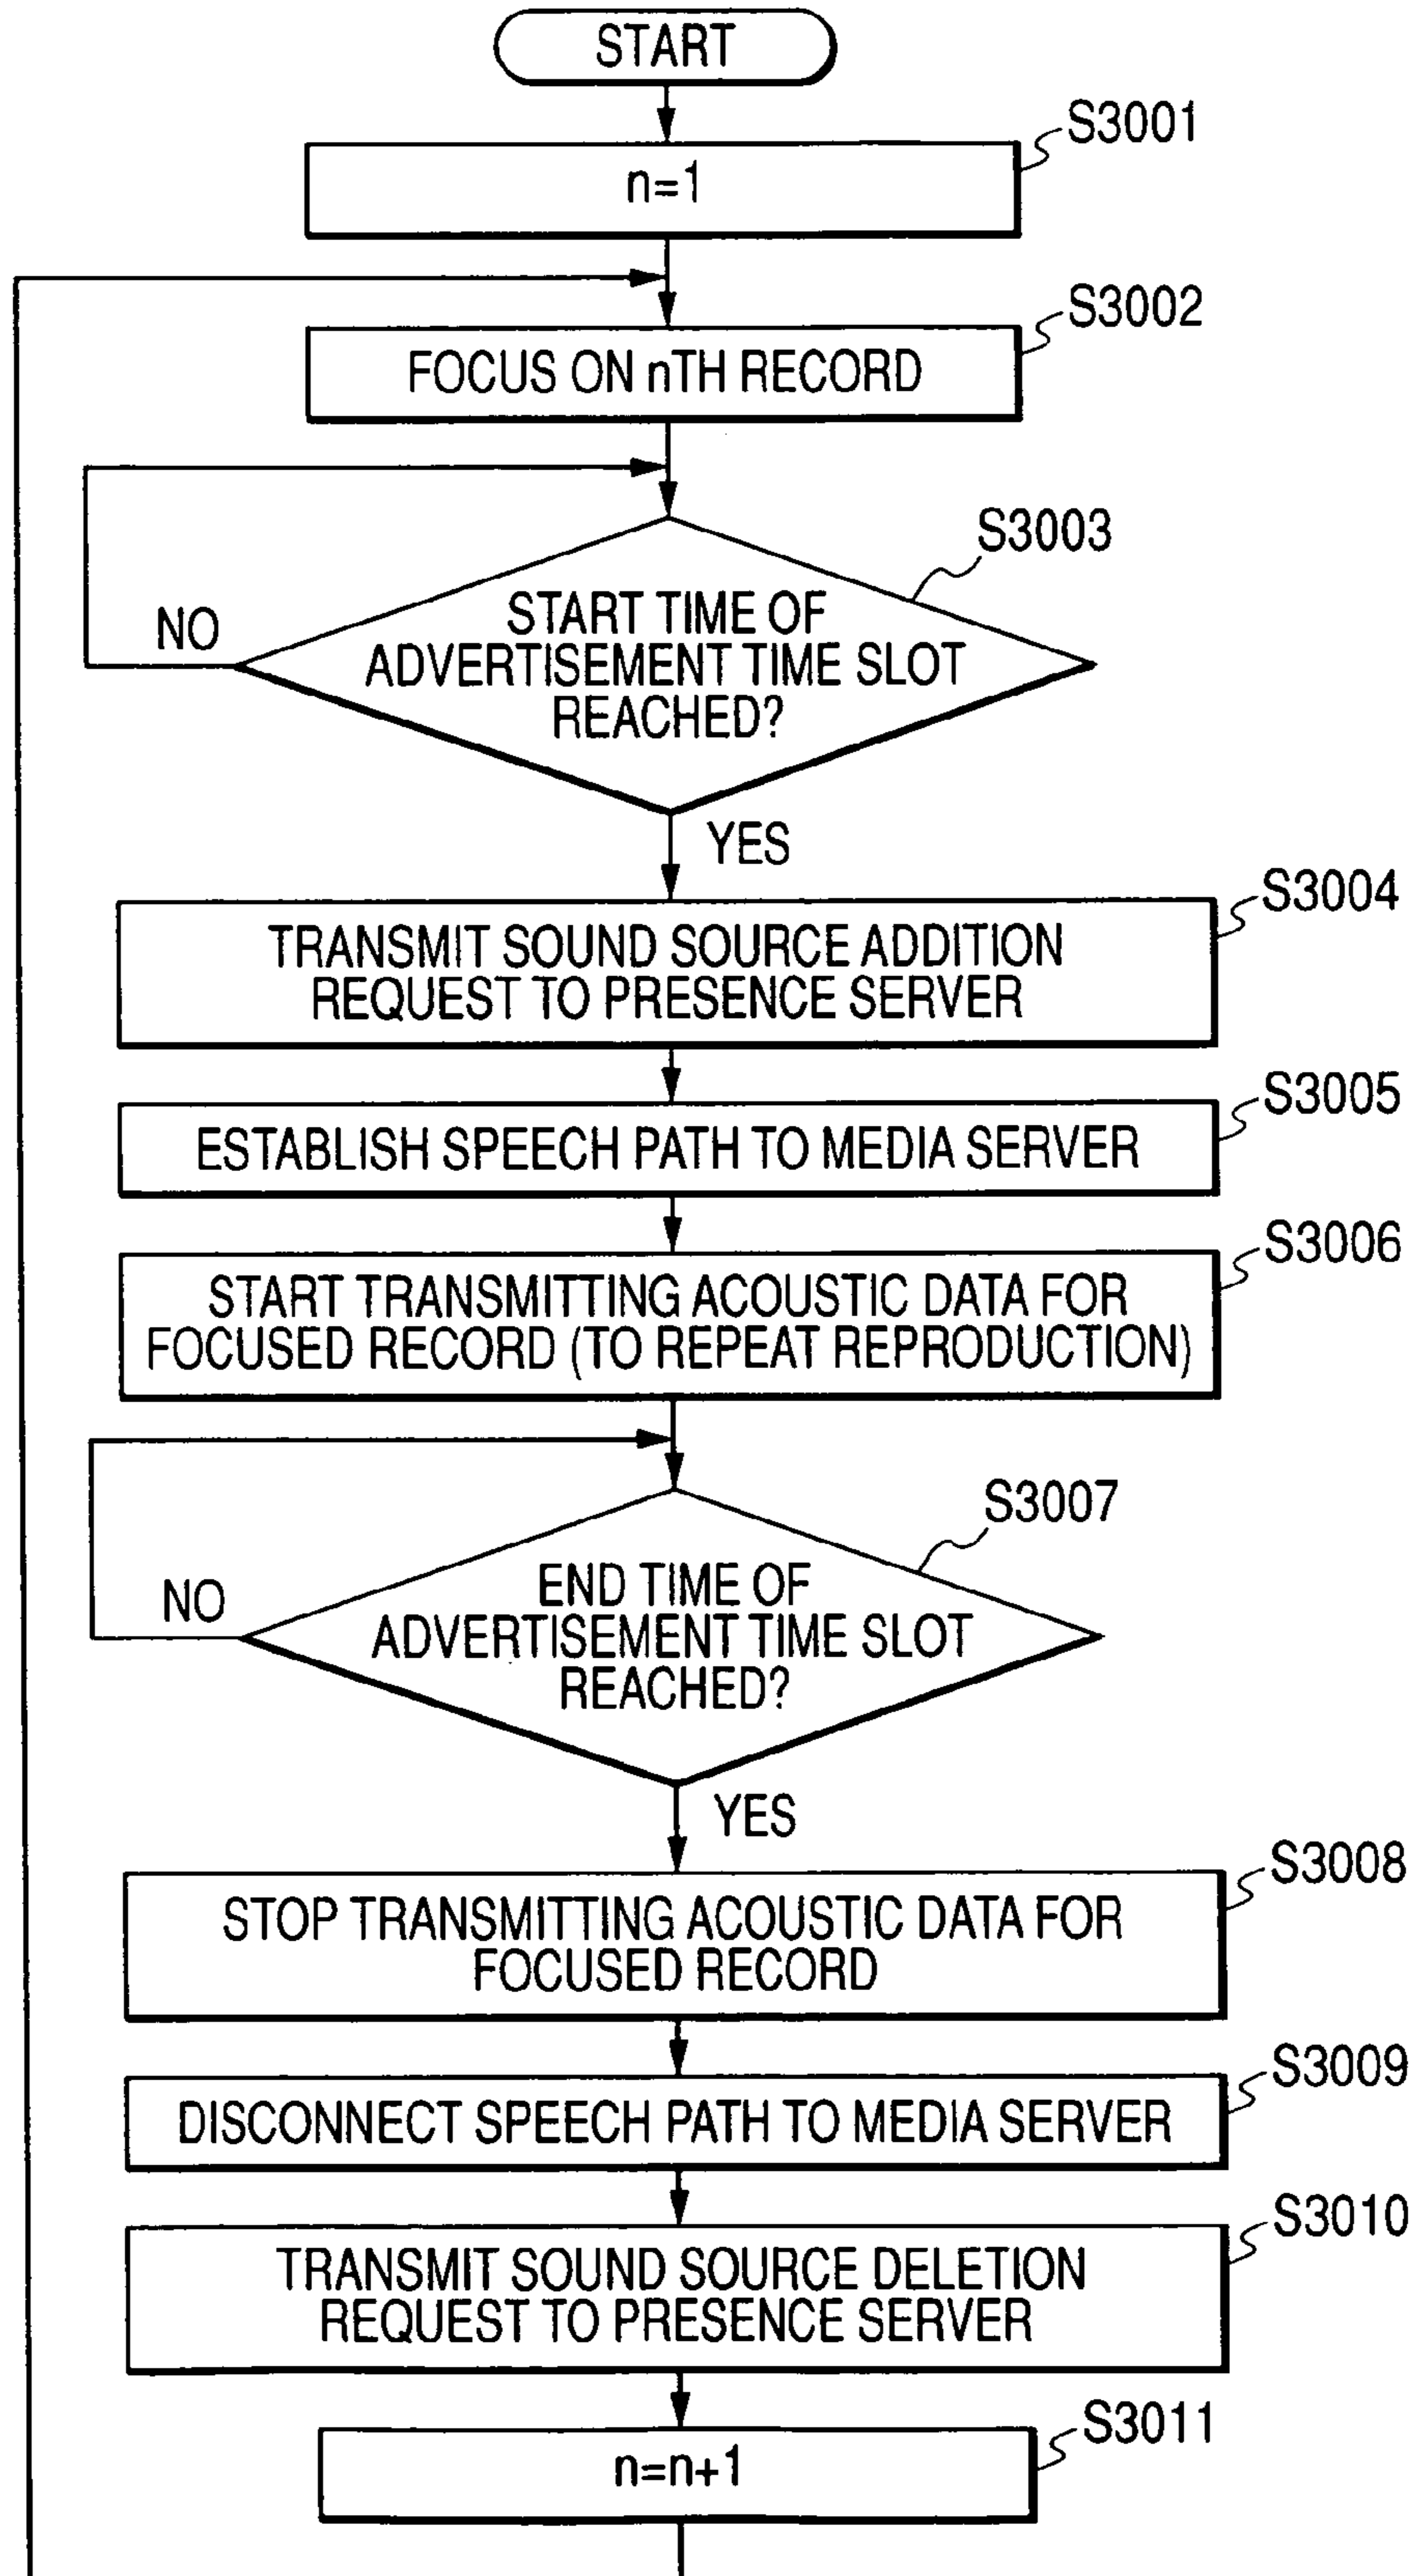 START
S3001
n=1
S3002
FOCUS ON nTH RECORD
S3003
START TIME OF
ADVERTISEMENT TIME SLOT
REACHED?
NO
YES
S3004
TRANSMIT SOUND SOURCE ADDITION
REQUEST TO PRESENCE SERVER
S3005
ESTABLISH SPEECH PATH TO MEDIA SERVER
S3006
START TRANSMITTING ACOUSTIC DATA FOR
FOCUSED RECORD (TO REPEAT REPRODUCTION)
S3007
END TIME OF
ADVERTISEMENT TIME SLOT
REACHED?
NO
YES
S3008
STOP TRANSMITTING ACOUSTIC DATA FOR
FOCUSED RECORD
S3009
DISCONNECT SPEECH PATH TO MEDIA SERVER
S3010
TRANSMIT SOUND SOURCE DELETION
REQUEST TO PRESENCE SERVER
S3011
n=n+1